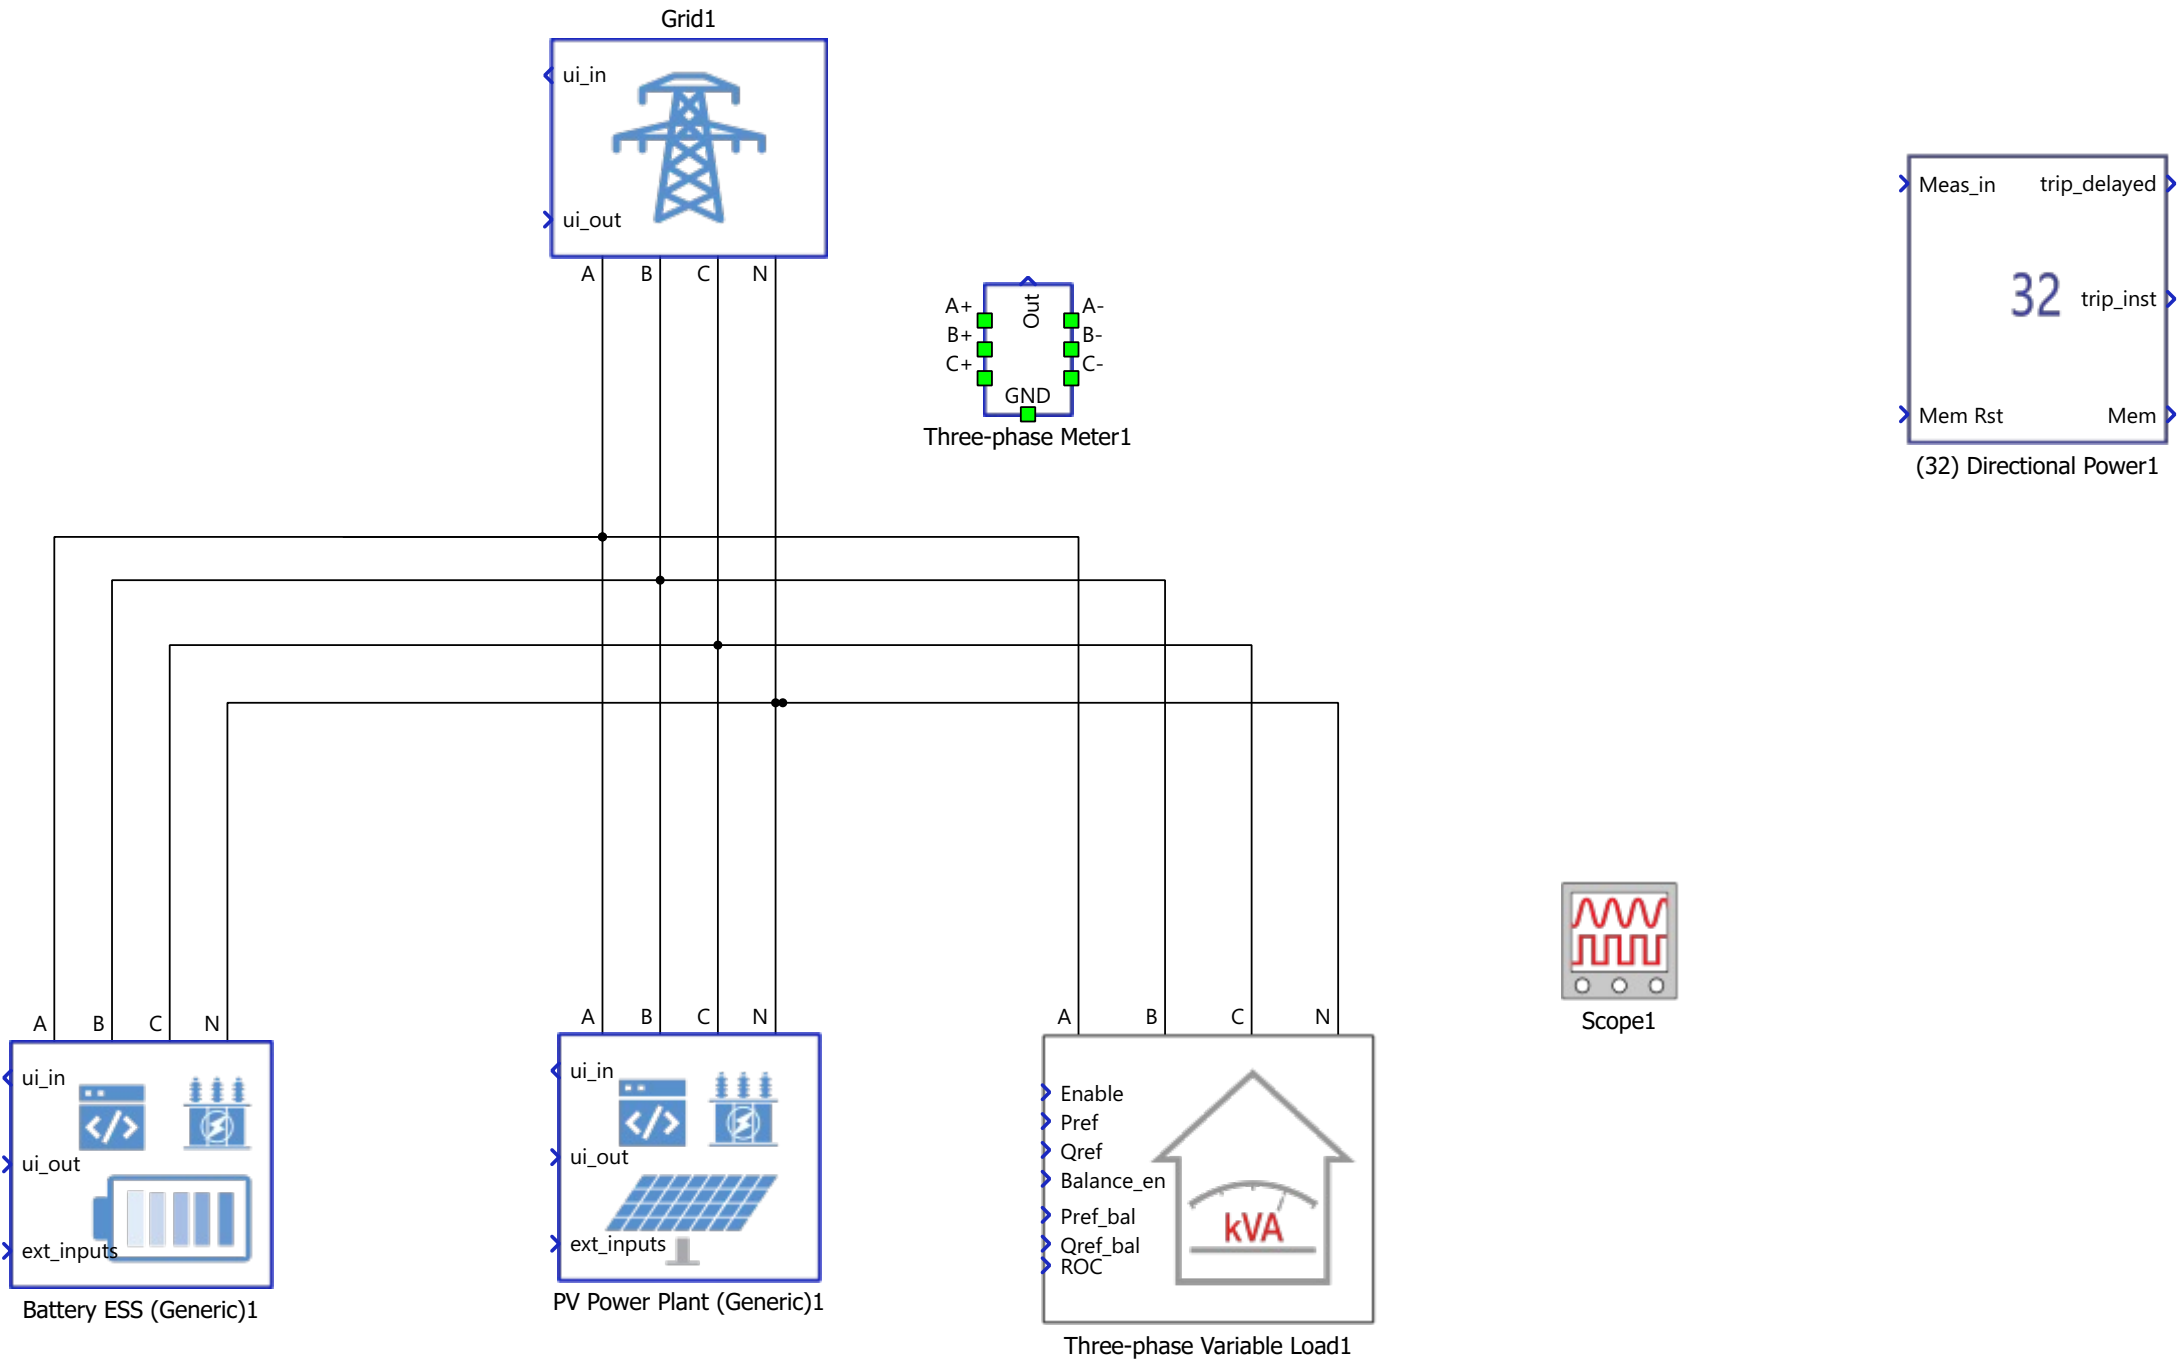 Grid1
ui_in
ui_out
A B C N
Out
A+ A-
B+ B-
C+ C-
GND
Three-phase Meter1
Meas_in trip_delayed
32 trip_inst
Mem Rst Mem
(32) Directional Power1
A B C N
ui_in
</>
ui_out
ext_inputs
Battery ESS (Generic)1
A B C N
ui_in
</>
ui_out
ext_inputs
PV Power Plant (Generic)1
A B C N
Enable
Pref
Qref
Balance_en
Pref_bal
Qref_bal
ROC
kVA
Three-phase Variable Load1
Scope1